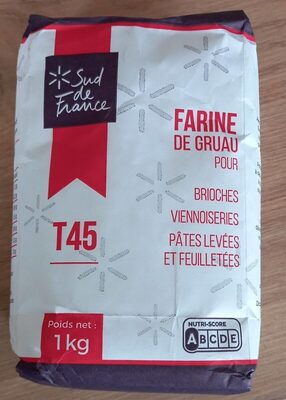 Sud
de
France
FARINE
DE GRUAU
POUR
BRIOCHES
VIENNOISERIES
PÂTES LEVÉES
ET FEUILLETÉES
T45
Poids net :
1kg
NUTRI-SCORE
ABCDE